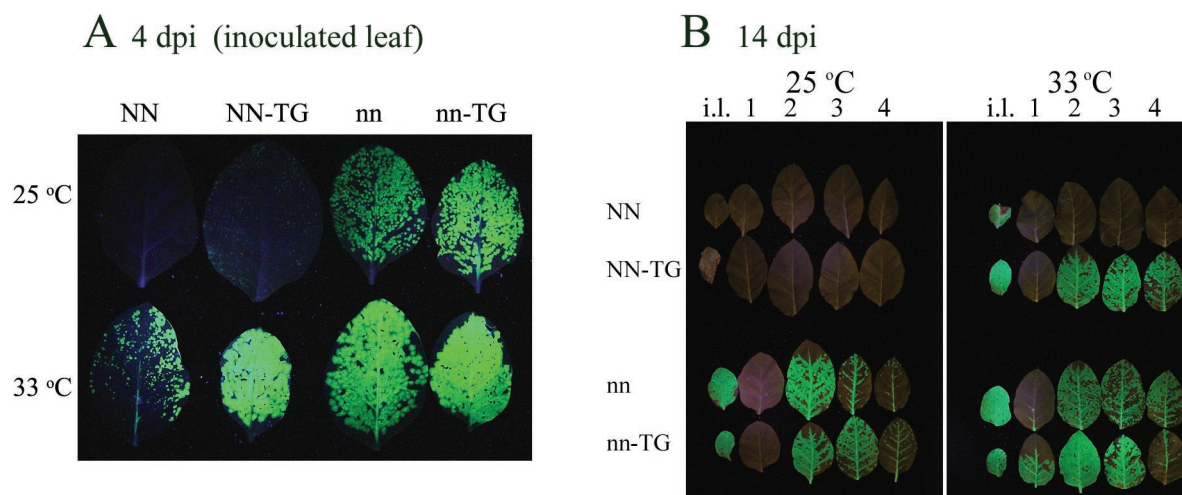 A 4 dpi (inoculated leaf)
NN NN-TG nn nn-TG
25 °C
33 °C
B 14 dpi
25 °C 33 °C
i.l. 1 2 3 4 i.l. 1 2 3 4
NN
NN-TG
nn
nn-TG